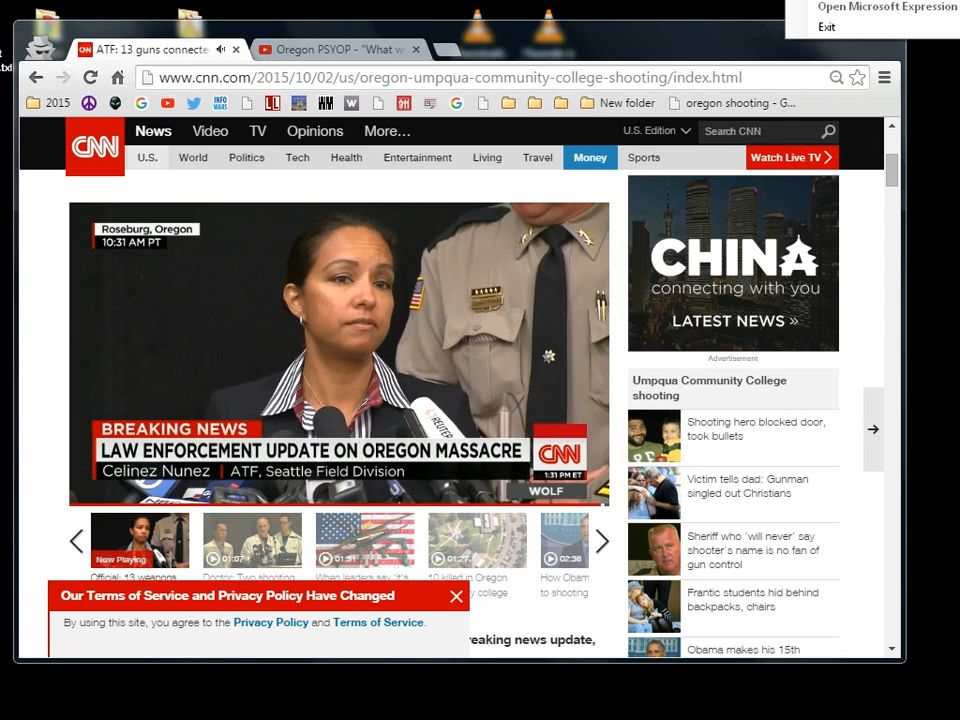 Open Microsoft Expression
Exit
ATF: 13 guns connecte
Oregon PSYOP - "What w
www.cnn.com/2015/10/02/us/oregon-umpqua-community-college-shooting/index.html
2015
INFO WARS
New folder
oregon shooting - G...
CNN
News Video TV Opinions More...
U.S. Edition
Search CNN
U.S. World Politics Tech Health Entertainment Living Travel Money Sports
Watch Live TV
Roseburg, Oregon
10:31 AM PT
REUTER
BREAKING NEWS
LAW ENFORCEMENT UPDATE ON OREGON MASSACRE
Celinez Nunez ATF, Seattle Field Division
CNN
1:31 PM ET
WOLF
CHINA
connecting with you
LATEST NEWS »
Advertisement
Umpqua Community College
shooting
Shooting hero blocked door,
took bullets
Victim tells dad: Gunman
singled out Christians
Sheriff who 'will never' say
shooter's name is no fan of
gun control
Frantic students hid behind
backpacks, chairs
Obama makes his 15th
Now Playing
01:07
01:51
01:27
02:36
Official: 13 weapons
Doctor: Two shooting
When leaders say 'it's
10 killed in Oregon
y college
How Obam
to shooting
Our Terms of Service and Privacy Policy Have Changed
By using this site, you agree to the Privacy Policy and Terms of Service.
reaking news update,